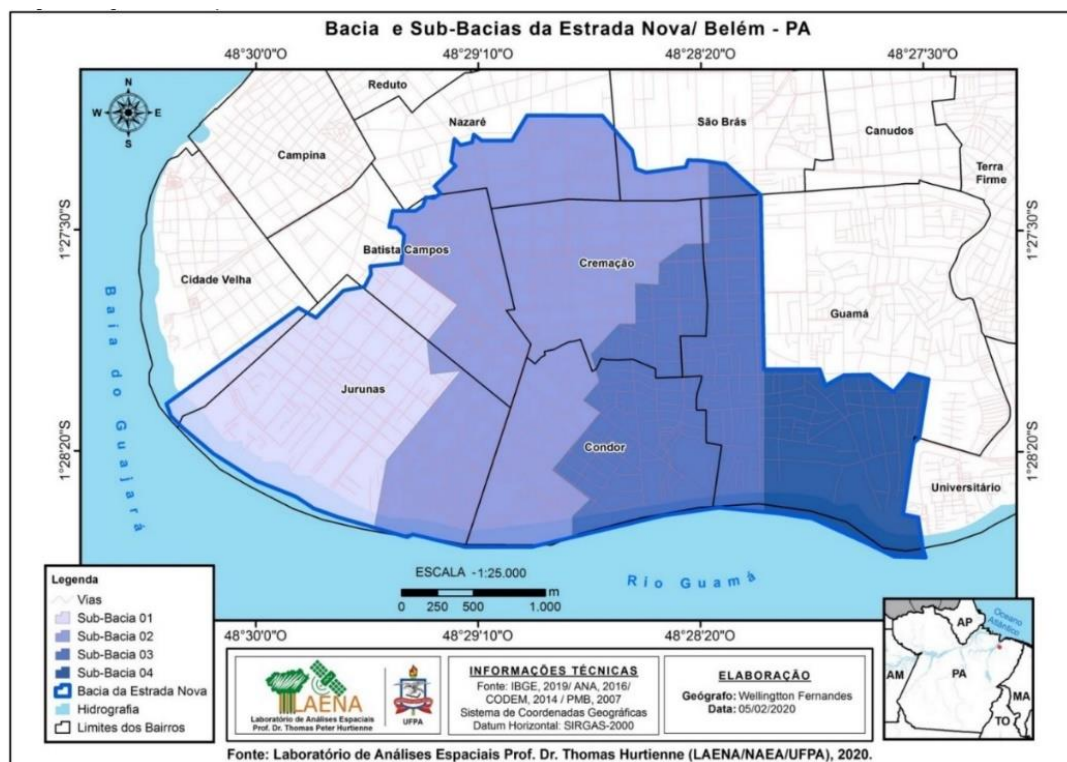 Bacia e Sub-Bacias da Estrada Nova/ Belém - PA
48°30'0"O
48°29'10"O
48°28'20"O
48°27'30"O
N
W
E
S
Reduto
Nazaré
São Brás
Canudos
Campina
Terra
Firme
1°27'30"S
1°27'30"S
Batista Campos
Cremação
Cidade Velha
Guamá
Baia do Guajará
Jurunas
1°28'20"S
1°28'20"S
Condor
Universitário
Rio Guamá
ESCALA -1:25.000
m
0 250 500 1.000
Legenda
Vias
Sub-Bacia 01
Sub-Bacia 02
Sub-Bacia 03
Sub-Bacia 04
Bacia da Estrada Nova
Hidrografia
Limites dos Bairros
48°30'0"O
48°29'10"O
48°28'20"O
Oceano
Atlântico
AP
AM
PA
MA
TO
LAENA
Laboratório de Análises Espaciais
Prof. Dr. Thomas Peter Hurtienne
UFPA
INFORMAÇÕES TÉCNICAS
Fonte: IBGE, 2019/ ANA, 2016/
CODEM, 2014 / PMB, 2007
Sistema de Coordenadas Geográficas
Datum Horizontal: SIRGAS-2000
ELABORAÇÃO
Geógrafo: Wellingtton Fernandes
Data: 05/02/2020
Fonte: Laboratório de Análises Espaciais Prof. Dr. Thomas Hurtienne (LAENA/NAEA/UFPA), 2020.